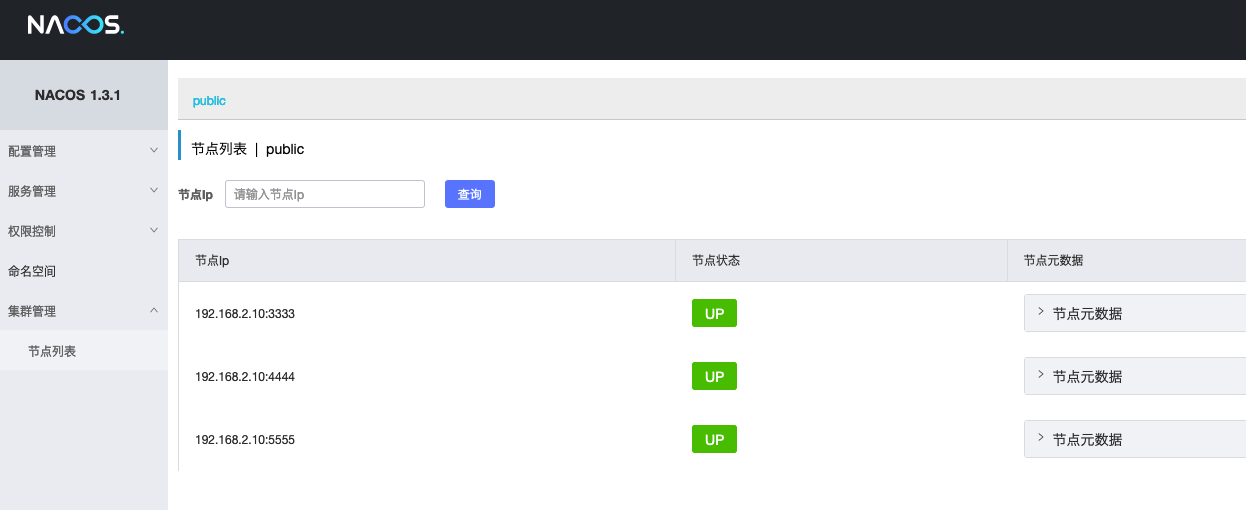 NACOS.
NACOS 1.3.1
配置管理
服务管理
权限控制
命名空间
集群管理
节点列表
public
节点列表 | public
节点Ip 请输入节点Ip 查询
节点Ip 节点状态 节点元数据
192.168.2.10:3333 UP 节点元数据
192.168.2.10:4444 UP 节点元数据
192.168.2.10:5555 UP 节点元数据